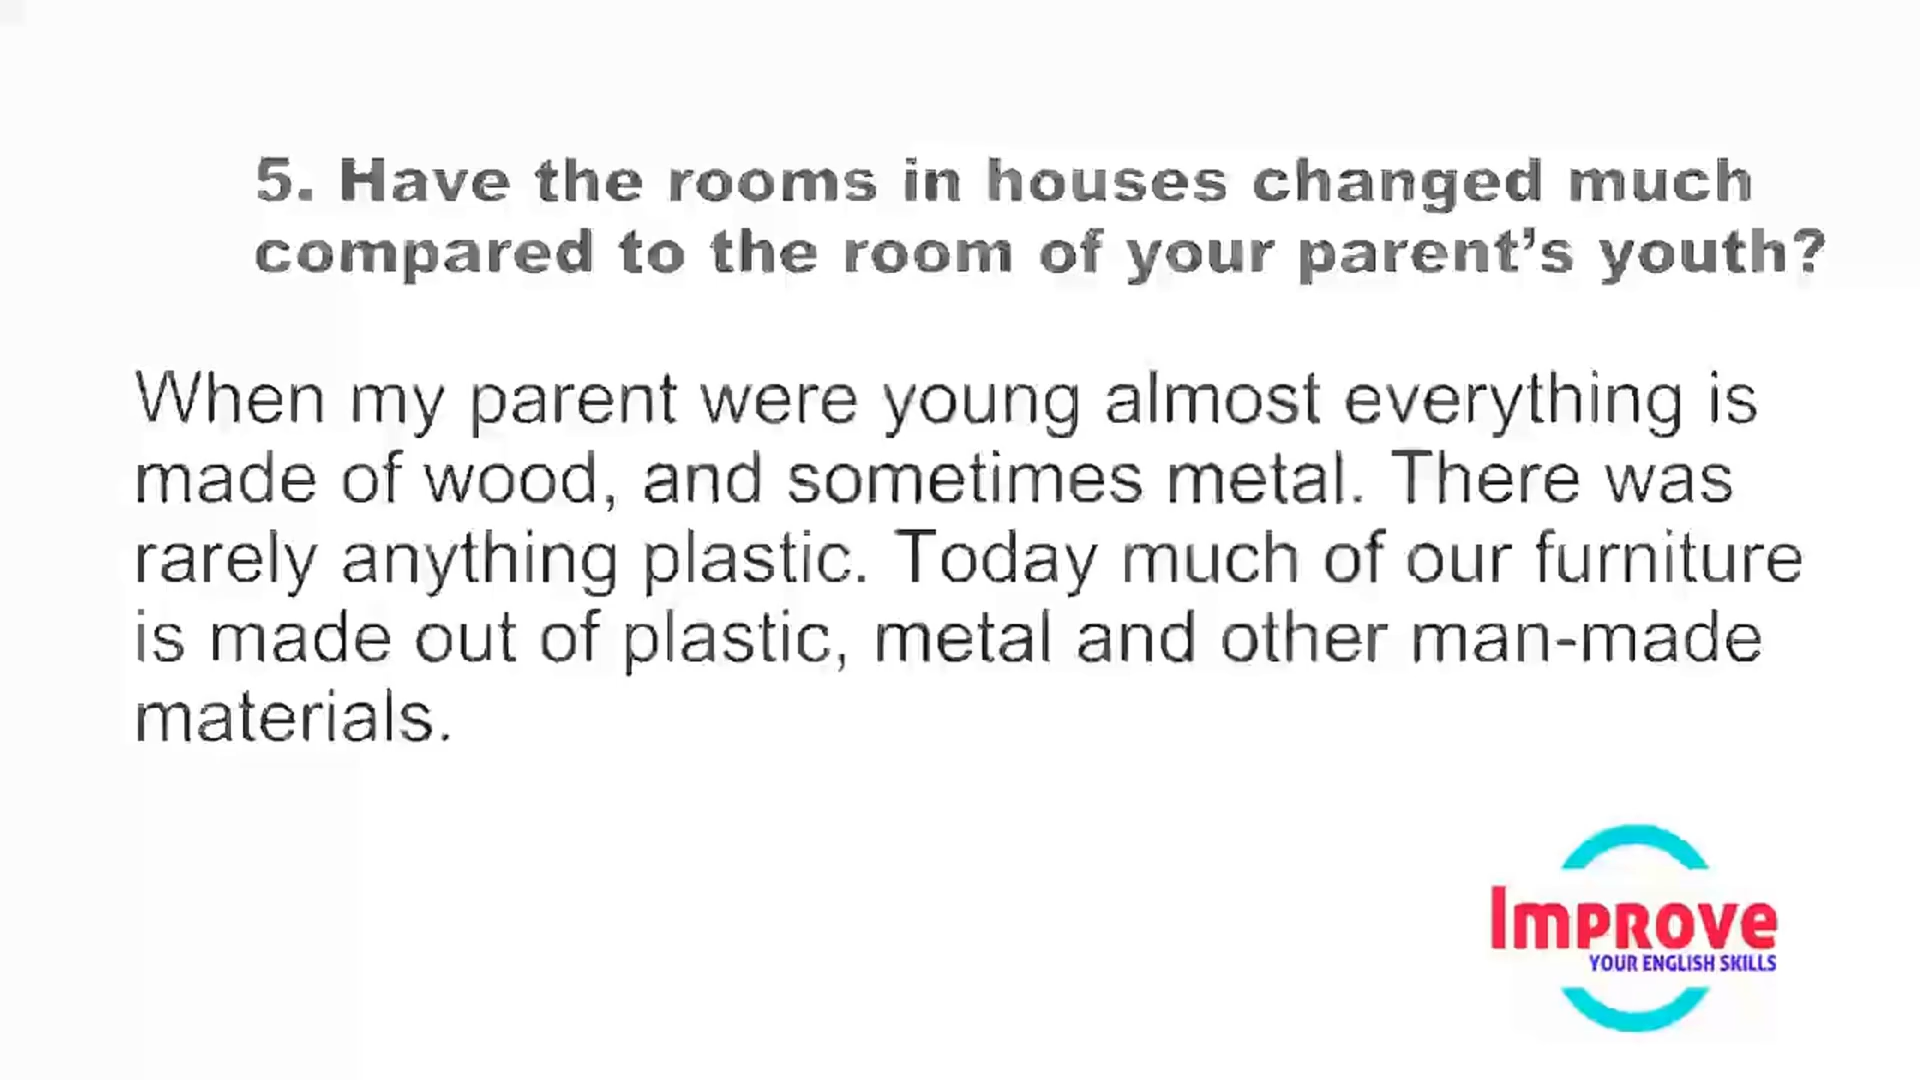 5. Have the rooms in houses changed much
compared to the room of your parent’s youth?
When my parent were young almost everything is
made of wood, and sometimes metal. There was
rarely anything plastic. Today much of our furniture
is made out of plastic, metal and other man-made
materials.
Improve
YOUR ENGLISH SKILLS